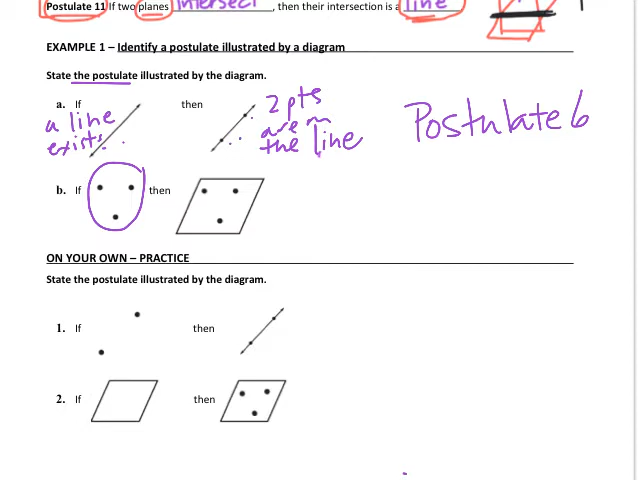 Postulate 11 If two planes intersect, then their intersection is a line
EXAMPLE 1 – Identify a postulate illustrated by a diagram
State the postulate illustrated by the diagram.
a. If
a line
exists.
then
2 pts
are on
the line
Postulate 6
b. If then
ON YOUR OWN – PRACTICE
State the postulate illustrated by the diagram.
1. If then
2. If then